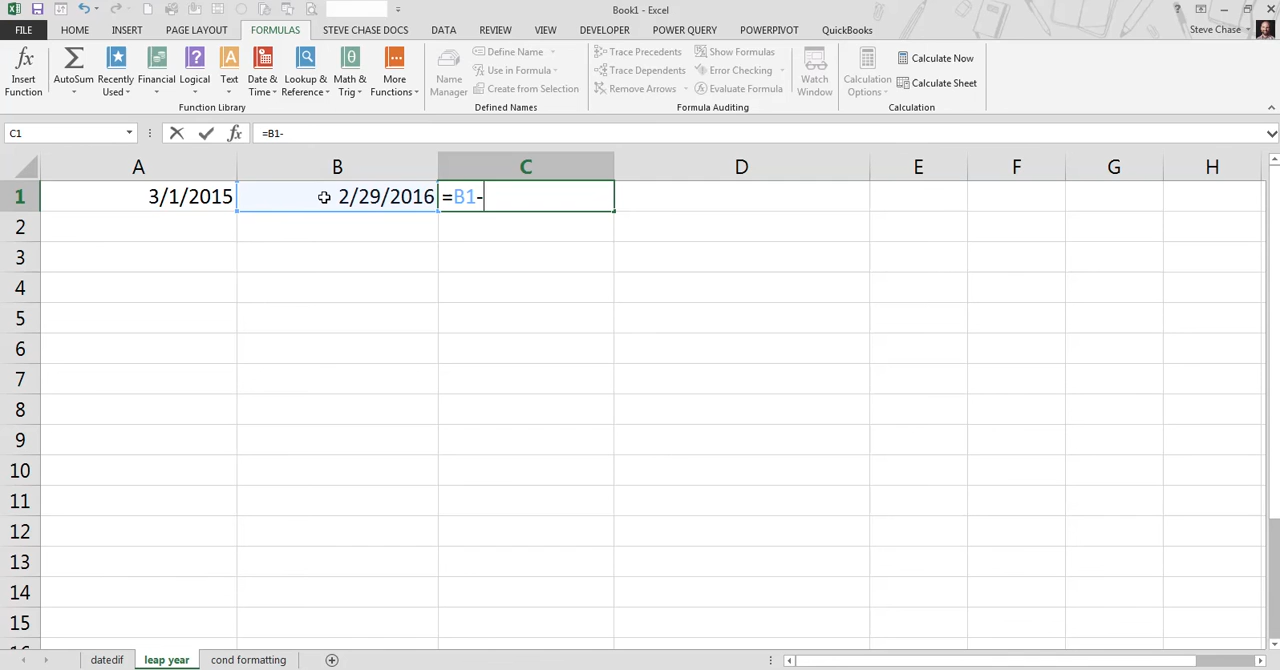 Book1 - Excel
FILE HOME INSERT PAGE LAYOUT FORMULAS STEVE CHASE DOCS DATA REVIEW VIEW DEVELOPER POWER QUERY POWERPIVOT QuickBooks Steve Chase
fx Insert Function
Σ AutoSum
Recently Used
Financial
Logical
Text
Date & Time
Lookup & Reference
Math & Trig
More Functions
Function Library
Name Manager
Define Name
Use in Formula
Create from Selection
Defined Names
Trace Precedents
Trace Dependents
Remove Arrows
Show Formulas
Error Checking
Evaluate Formula
Watch Window
Formula Auditing
Calculation Options
Calculate Now
Calculate Sheet
Calculation
C1 fx =B1-
A B C D E F G H
1 3/1/2015 2/29/2016 =B1-
2
3
4
5
6
7
8
9
10
11
12
13
14
15
16
datedif leap year cond formatting